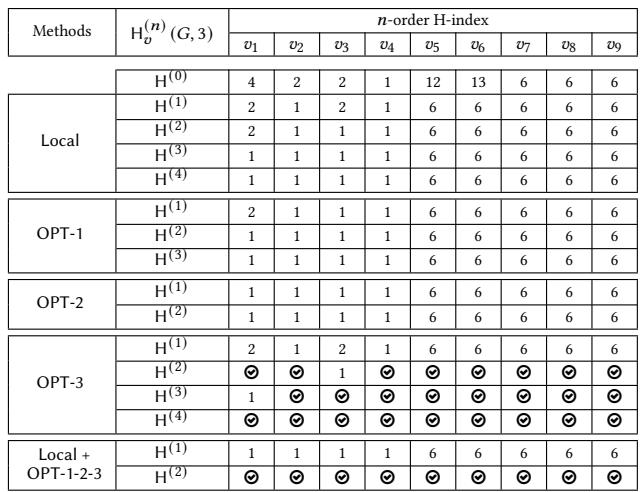 Methods H_v^(n) (G, 3) n-order H-index
v1 v2 v3 v4 v5 v6 v7 v8 v9
H^(0) 4 2 2 1 12 13 6 6 6
Local H^(1) 2 1 2 1 6 6 6 6 6
H^(2) 2 1 1 1 6 6 6 6 6
H^(3) 1 1 1 1 6 6 6 6 6
H^(4) 1 1 1 1 6 6 6 6 6
OPT-1 H^(1) 2 1 1 1 6 6 6 6 6
H^(2) 1 1 1 1 6 6 6 6 6
H^(3) 1 1 1 1 6 6 6 6 6
OPT-2 H^(1) 1 1 1 1 6 6 6 6 6
H^(2) 1 1 1 1 6 6 6 6 6
OPT-3 H^(1) 2 1 2 1 6 6 6 6 6
H^(2) ✓ ✓ 1 ✓ ✓ ✓ ✓ ✓ ✓
H^(3) 1 ✓ ✓ ✓ ✓ ✓ ✓ ✓ ✓
H^(4) ✓ ✓ ✓ ✓ ✓ ✓ ✓ ✓ ✓
Local + OPT-1-2-3 H^(1) 1 1 1 1 6 6 6 6 6
H^(2) ✓ ✓ ✓ ✓ ✓ ✓ ✓ ✓ ✓